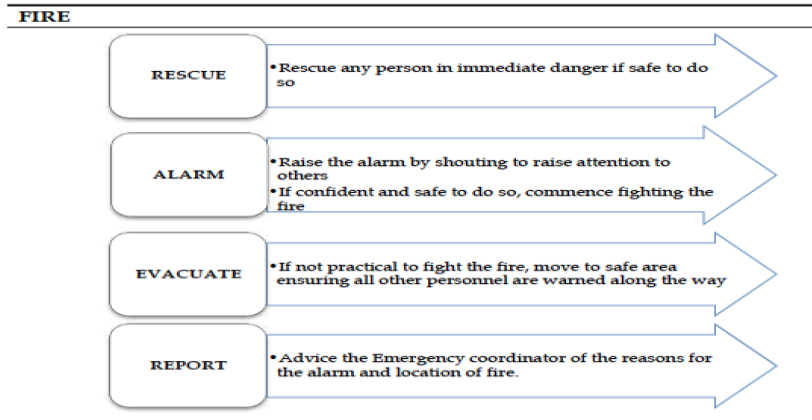 FIRE
RESCUE
•Rescue any person in immediate danger if safe to do
so
ALARM
•Raise the alarm by shouting to raise attention to
others
•If confident and safe to do so, commence fighting the
fire
EVACUATE
•If not practical to fight the fire, move to safe area
ensuring all other personnel are warned along the way
REPORT
•Advice the Emergency coordinator of the reasons for
the alarm and location of fire.